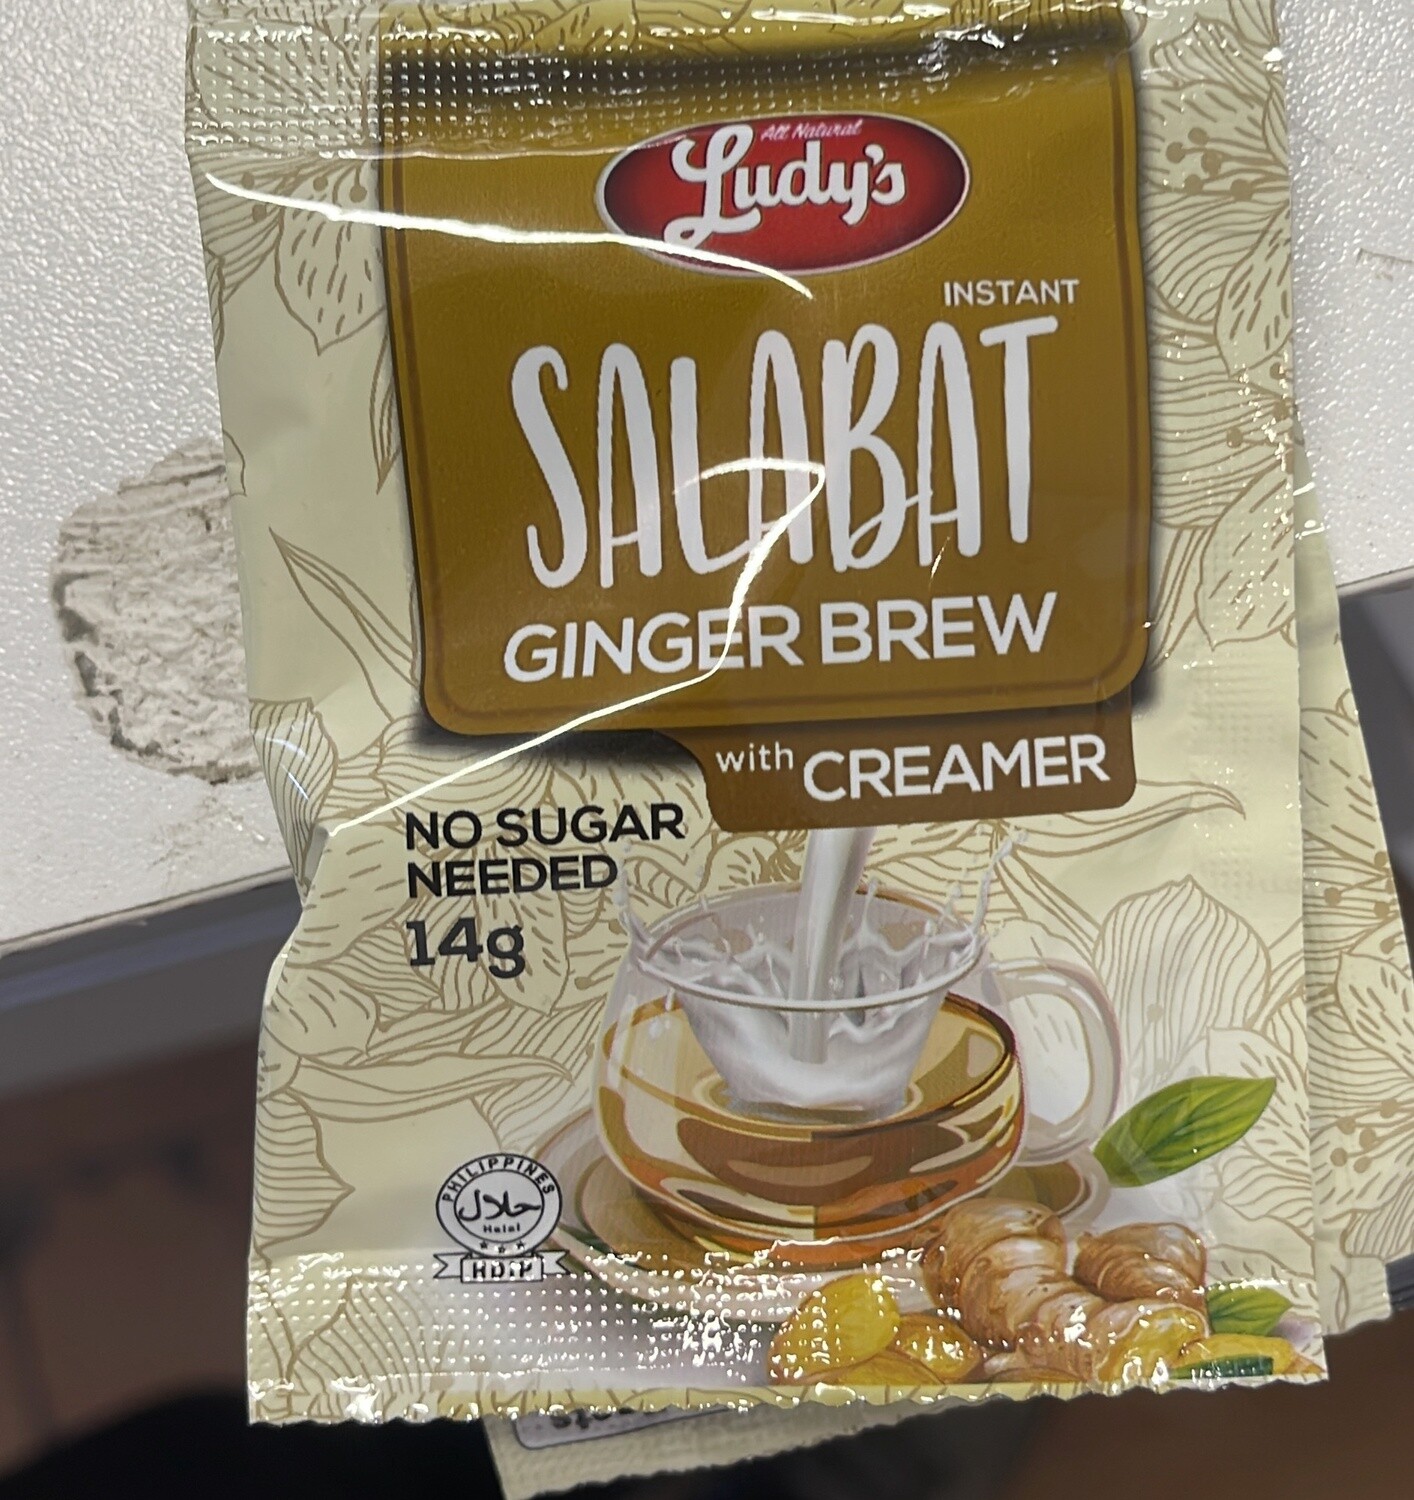 All Natural
Ludy's
INSTANT
SALABAT
GINGER BREW
with CREAMER
NO SUGAR
NEEDED
14g
PHILIPPINES
حلال
Halal
HDIP